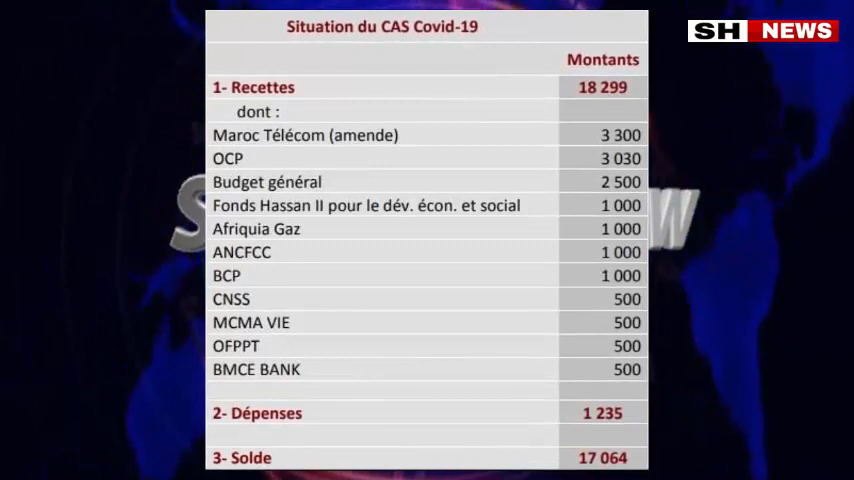 SH NEWS
Situation du CAS Covid-19
Montants
1- Recettes 18 299
dont :
Maroc Télécom (amende) 3 300
OCP 3 030
Budget général 2 500
Fonds Hassan II pour le dév. écon. et social 1 000
Afriquia Gaz 1 000
ANCFCC 1 000
BCP 1 000
CNSS 500
MCMA VIE 500
OFPPT 500
BMCE BANK 500
2- Dépenses 1 235
3- Solde 17 064